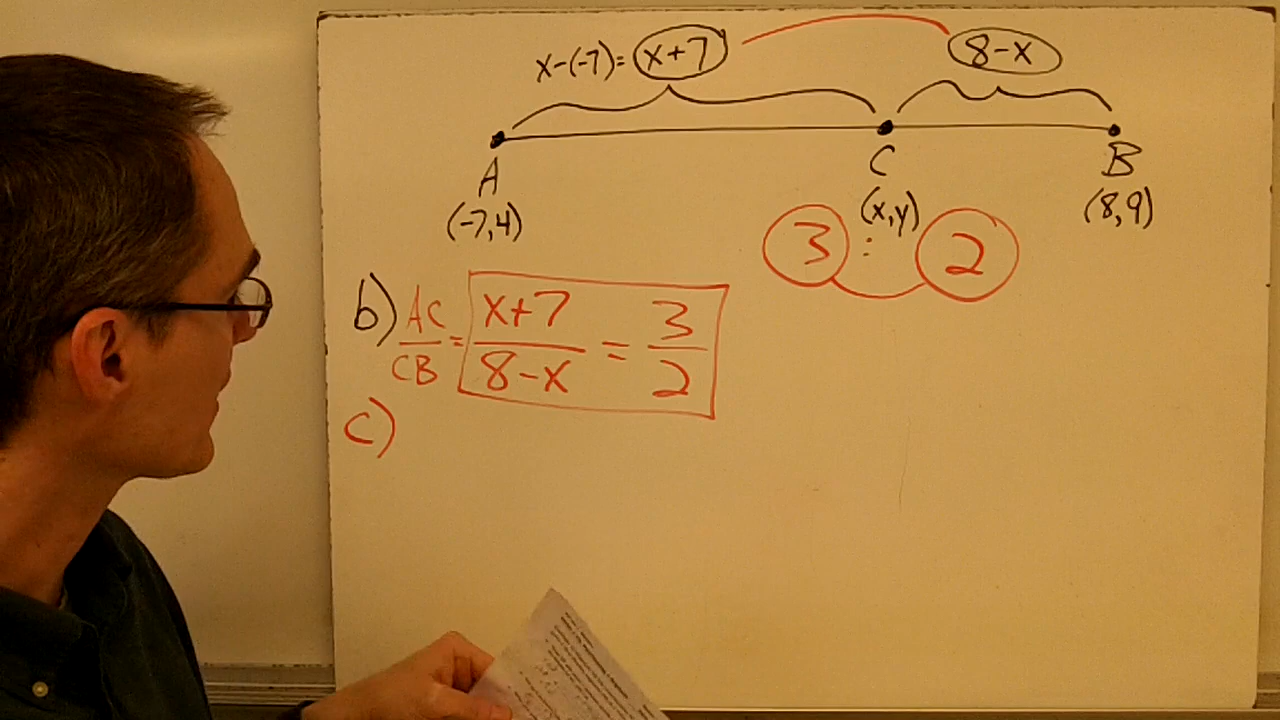 x-(-7)= x+7
8-x
A
C
B
(-7,4)
(x,y)
(8,9)
3 : 2
b) AC/CB = x+7/8-x = 3/2
c)